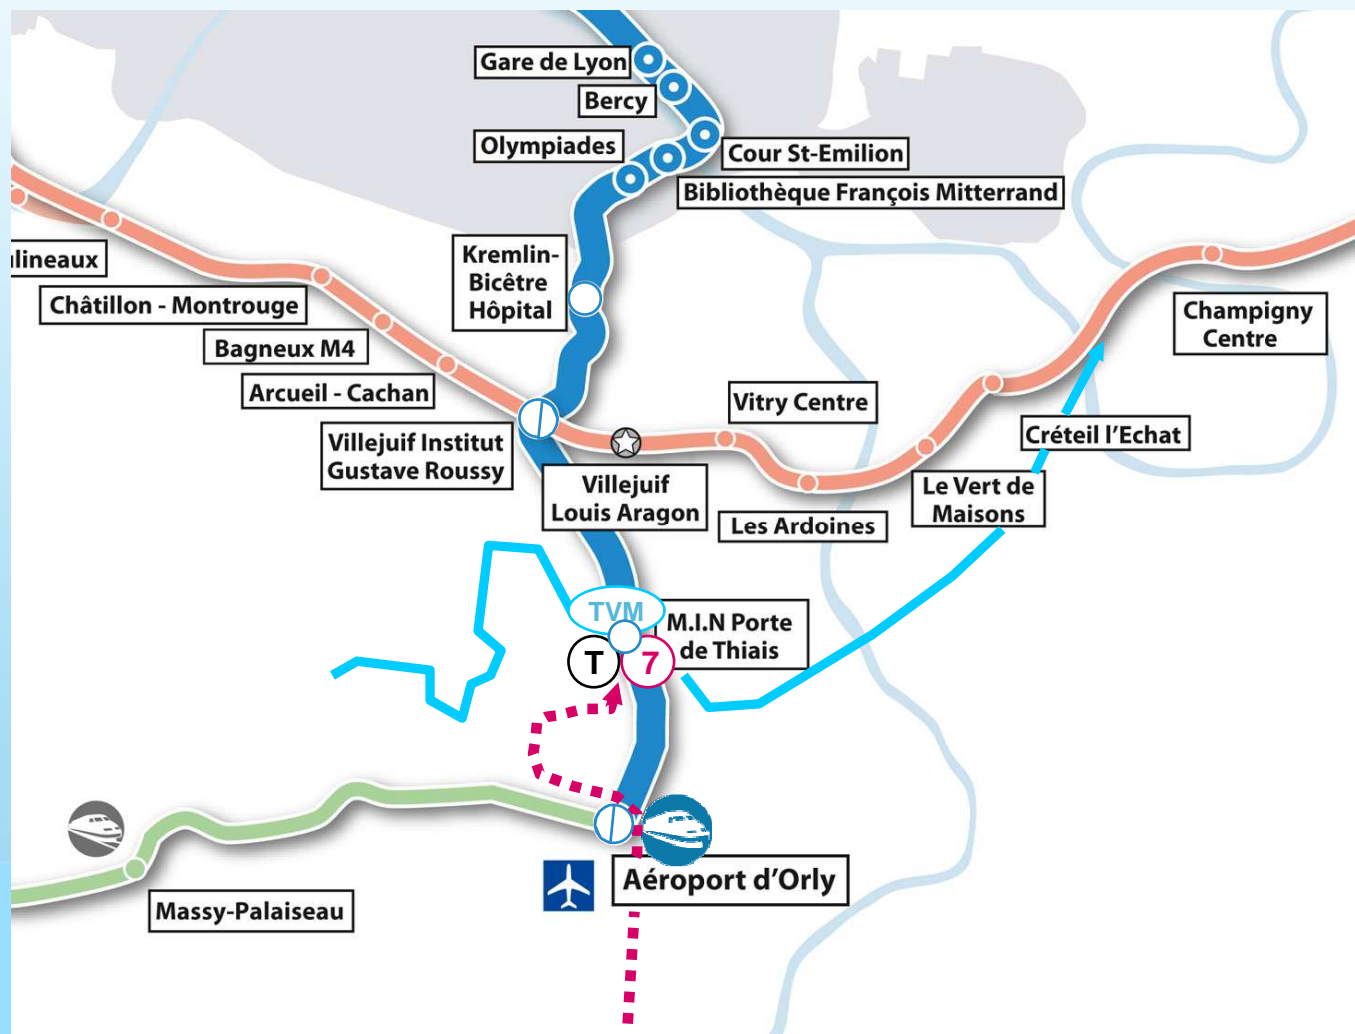 Gare de Lyon
Bercy
Olympiades
Cour St-Emilion
Bibliothèque François Mitterrand
Kremlin-
Bicêtre
Hôpital
lineaux
Châtillon - Montrouge
Bagneux M4
Arcueil - Cachan
Villejuif Institut
Gustave Roussy
Villejuif
Louis Aragon
Vitry Centre
Les Ardoines
Le Vert de
Maisons
Créteil l'Echat
Champigny
Centre
TVM
M.I.N Porte
de Thiais
T
7
Aéroport d'Orly
Massy-Palaiseau